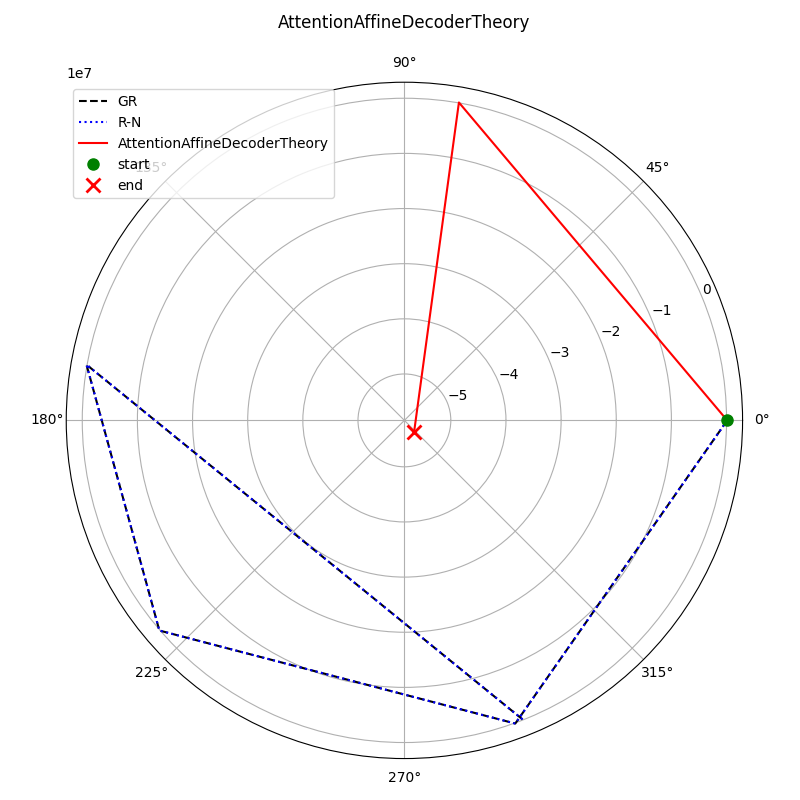 AttentionAffineDecoderTheory
90°
1e7
GR
R-N
AttentionAffineDecoderTheory
start
end
135°
45°
0
−1
−2
−3
−4
−5
180°
0°
225°
315°
270°